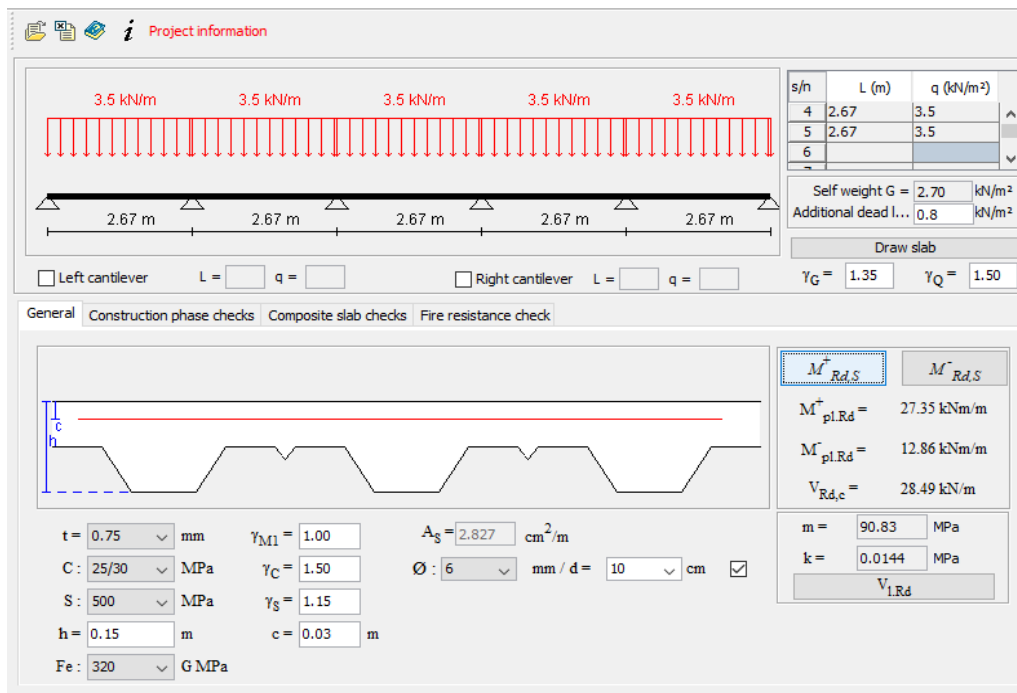 i Project information
3.5 kN/m 3.5 kN/m 3.5 kN/m 3.5 kN/m 3.5 kN/m
2.67 m 2.67 m 2.67 m 2.67 m 2.67 m
Left cantilever L = q = Right cantilever L = q =
s/n L (m) q (kN/m²)
4 2.67 3.5
5 2.67 3.5
6
Self weight G = 2.70 kN/m²
Additional dead l... 0.8 kN/m²
Draw slab
γG = 1.35 γQ = 1.50
General Construction phase checks Composite slab checks Fire resistance check
c
h
M+Rd,S M-Rd,S
M+pl.Rd = 27.35 kNm/m
M-pl.Rd = 12.86 kNm/m
VRd,c = 28.49 kN/m
m = 90.83 MPa
k = 0.0144 MPa
V1.Rd
t = 0.75 mm γM1 = 1.00 AS = 2.827 cm2/m
C : 25/30 MPa γC = 1.50 Ø : 6 mm / d = 10 cm
S : 500 MPa γS = 1.15
h = 0.15 m c = 0.03 m
Fe : 320 G MPa